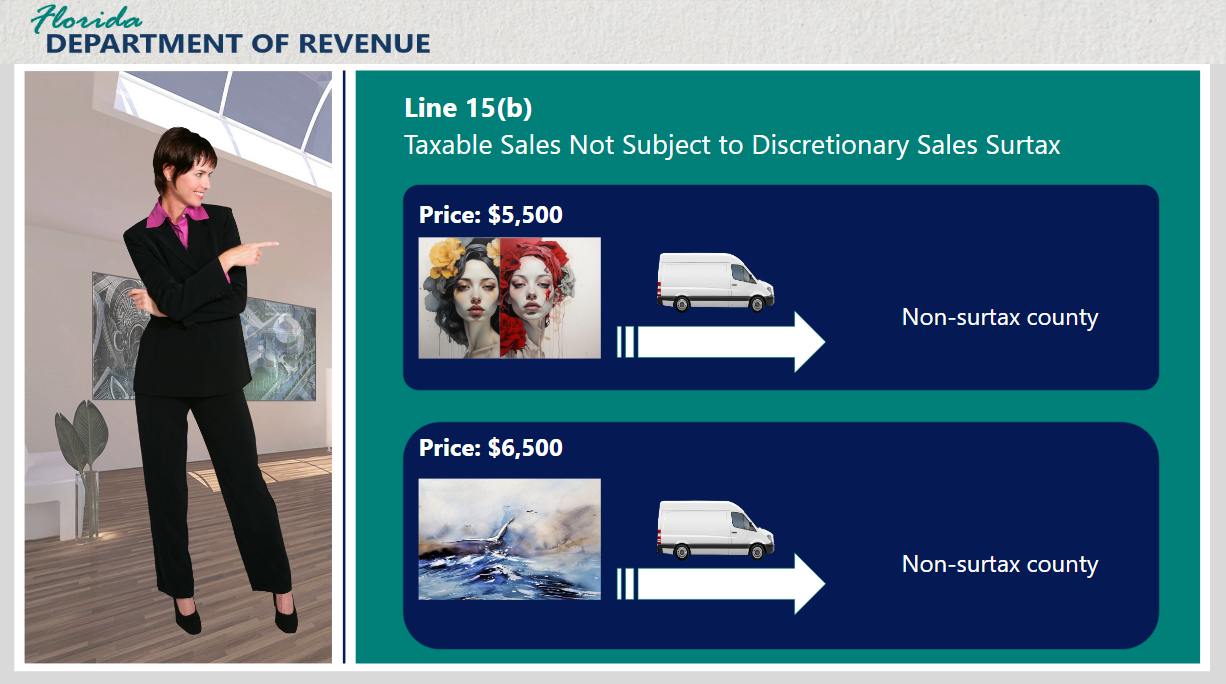 Florida
DEPARTMENT OF REVENUE
Line 15(b)
Taxable Sales Not Subject to Discretionary Sales Surtax
Price: $5,500
Non-surtax county
Price: $6,500
Non-surtax county